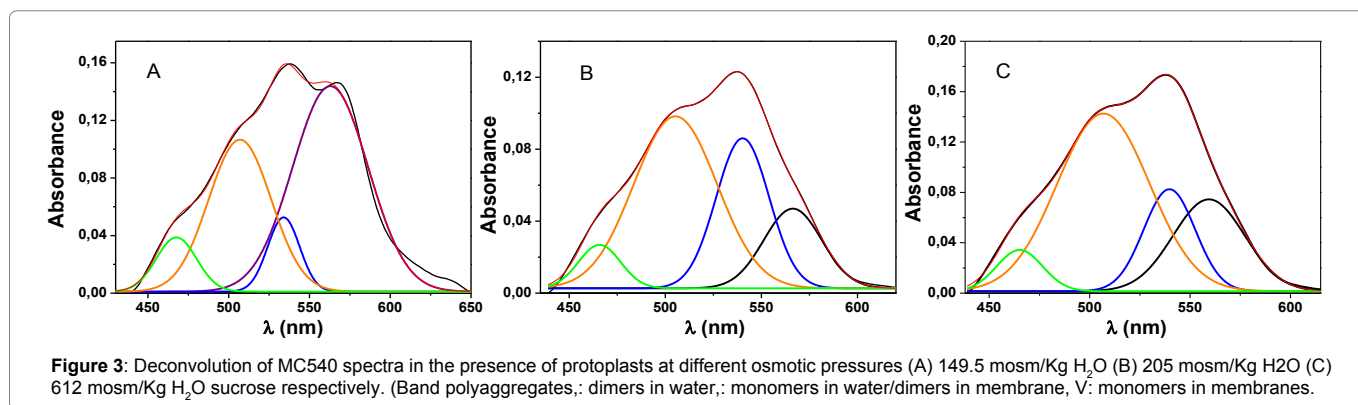 A
Absorbance
0,16
0,12
0,08
0,04
0,00
450
500
550
600
650
λ (nm)
B
Absorbance
0,12
0,08
0,04
0,00
450
500
550
600
λ (nm)
C
Absorbance
0,20
0,16
0,12
0,08
0,04
0,00
450
500
550
600
λ (nm)
Figure 3: Deconvolution of MC540 spectra in the presence of protoplasts at different osmotic pressures (A) 149.5 mosm/Kg H₂O (B) 205 mosm/Kg H2O (C)
612 mosm/Kg H₂O sucrose respectively. (Band polyaggregates,: dimers in water,: monomers in water/dimers in membrane, V: monomers in membranes.